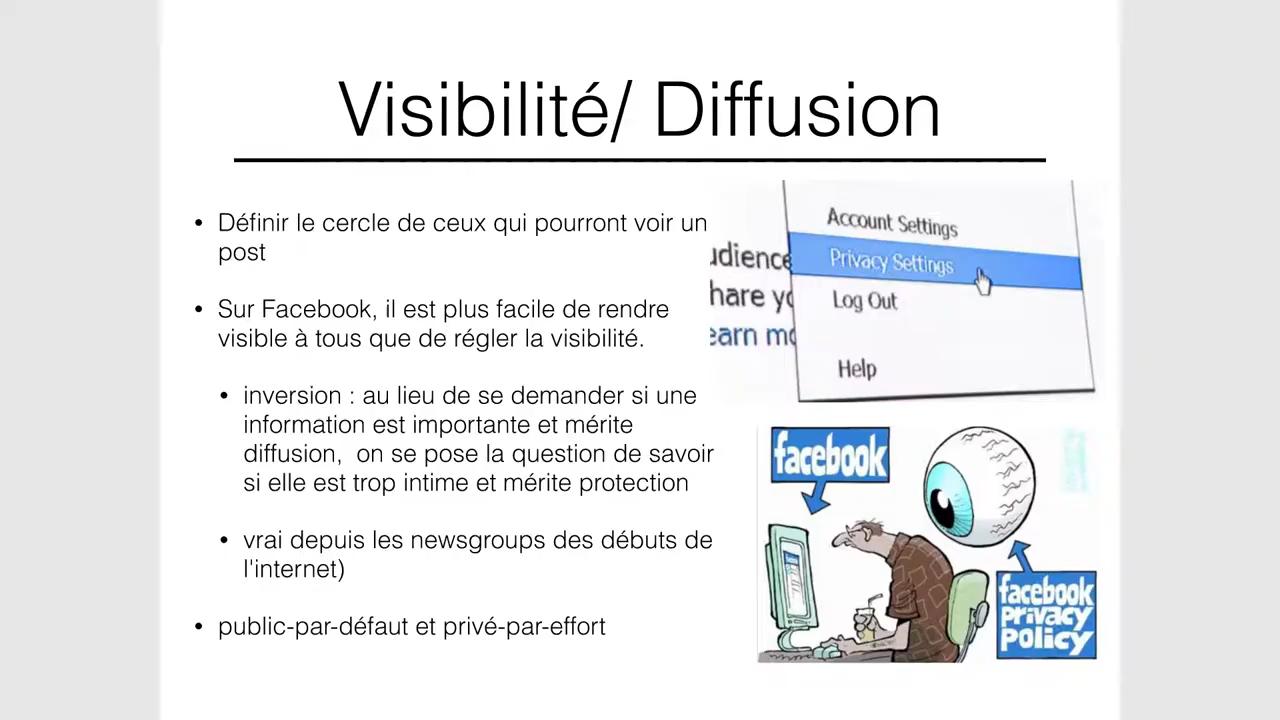 Visibilité/ Diffusion
• Définir le cercle de ceux qui pourront voir un
post
• Sur Facebook, il est plus facile de rendre
visible à tous que de régler la visibilité.
• inversion : au lieu de se demander si une
information est importante et mérite
diffusion, on se pose la question de savoir
si elle est trop intime et mérite protection
• vrai depuis les newsgroups des débuts de
l'internet)
• public-par-défaut et privé-par-effort
Account Settings
udience
Privacy Settings
hare yo
Log Out
earn mo
Help
facebook
facebook
facebook
privacy
policy